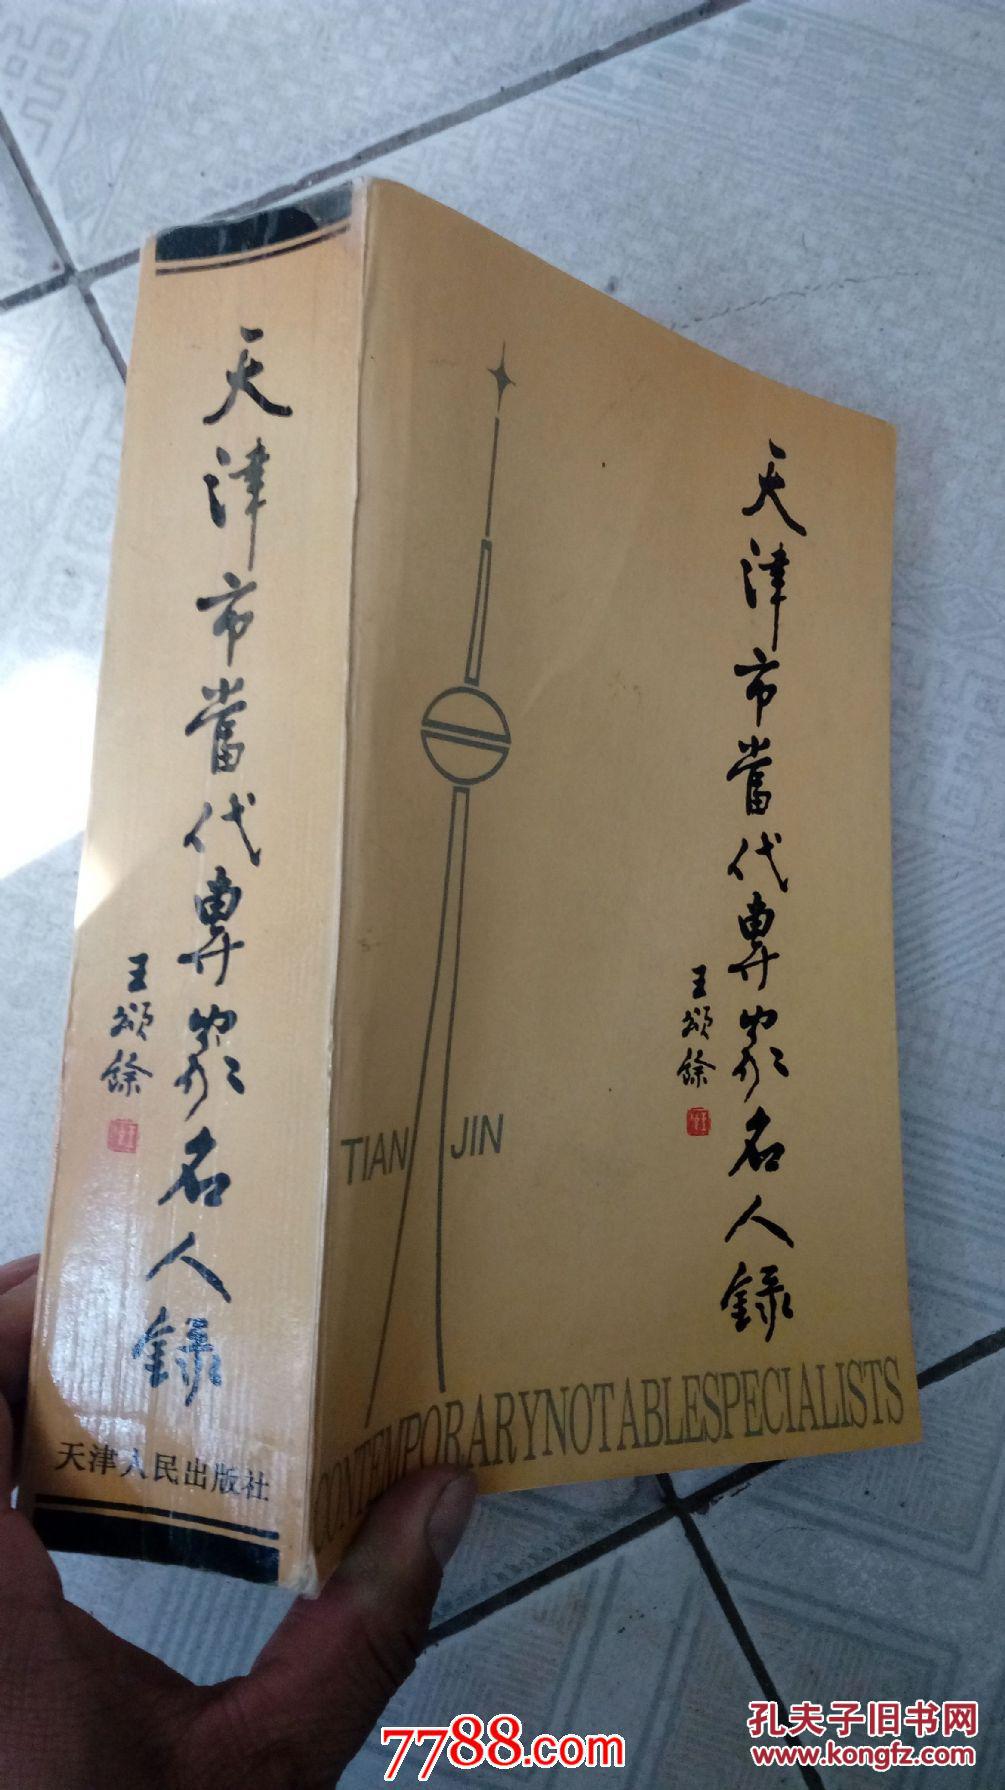 天津市當代專家名人録
王頌餘
天津人民出版社
天津市當代專家名人録
王頌餘
TIAN JIN
CONTEMPORARYNOTABLESPECIALISTS
7788.com
孔夫子旧书网
www.kongfz.com